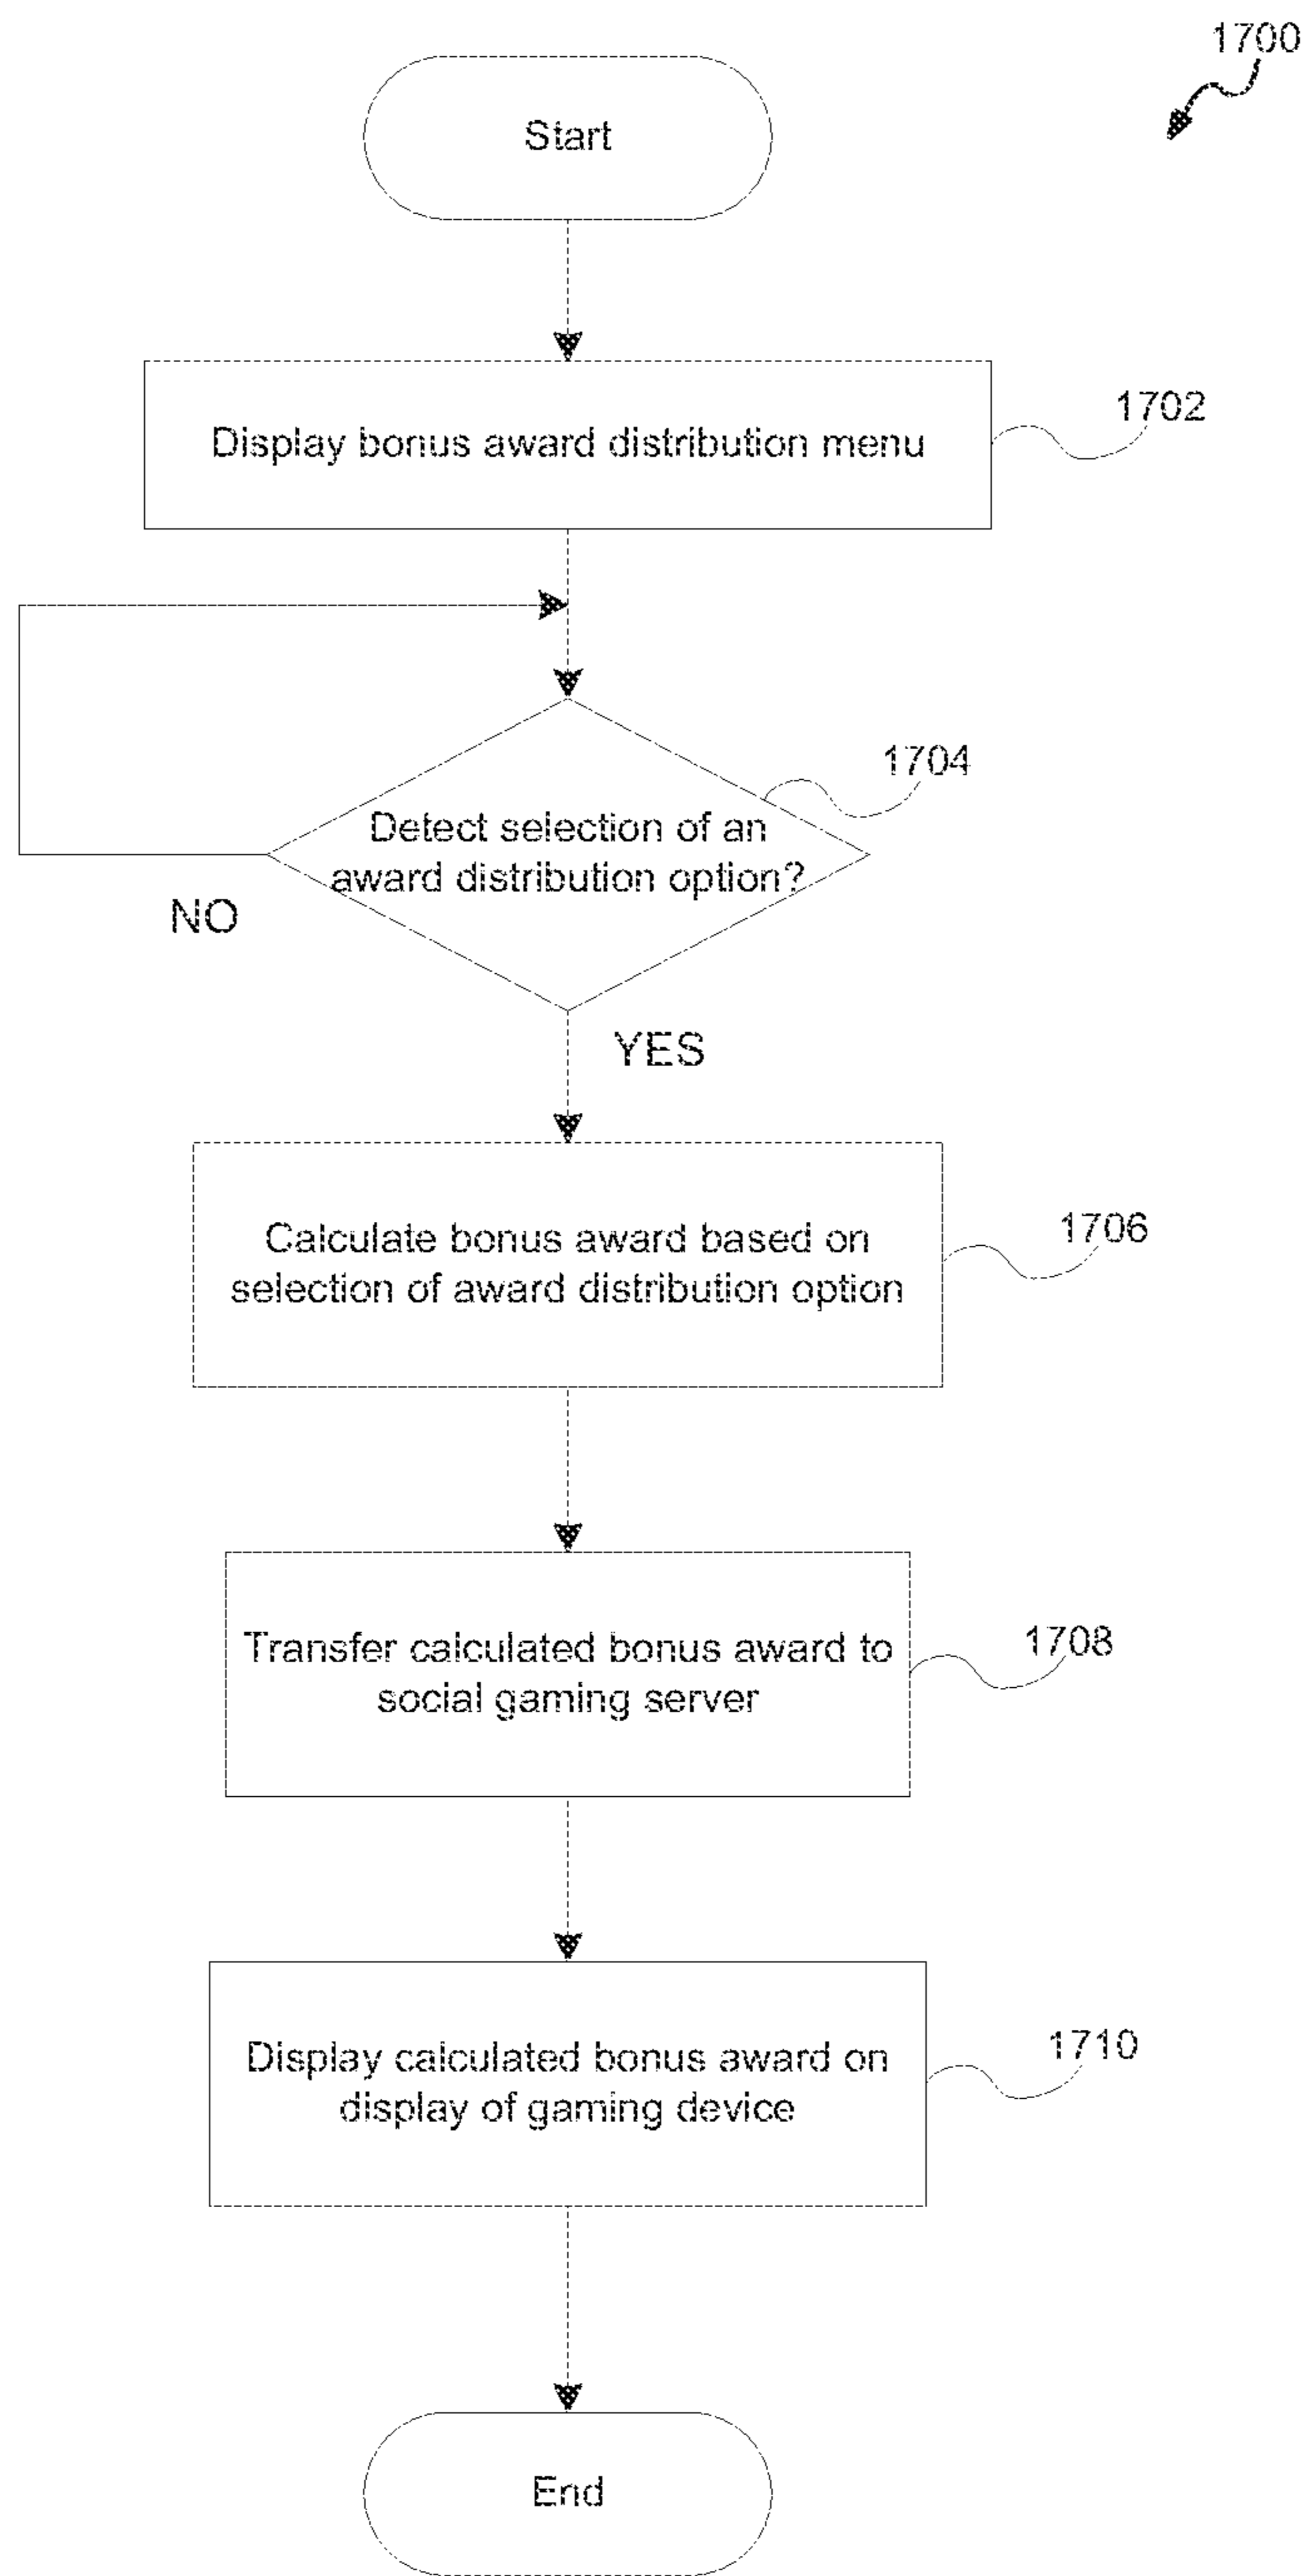 1700
Start
Display bonus award distribution menu
1702
1704
Detect selection of an
award distribution option?
NO
YES
Calculate bonus award based on
selection of award distribution option
1706
Transfer calculated bonus award to
social gaming server
1708
Display calculated bonus award on
display of gaming device
1710
End